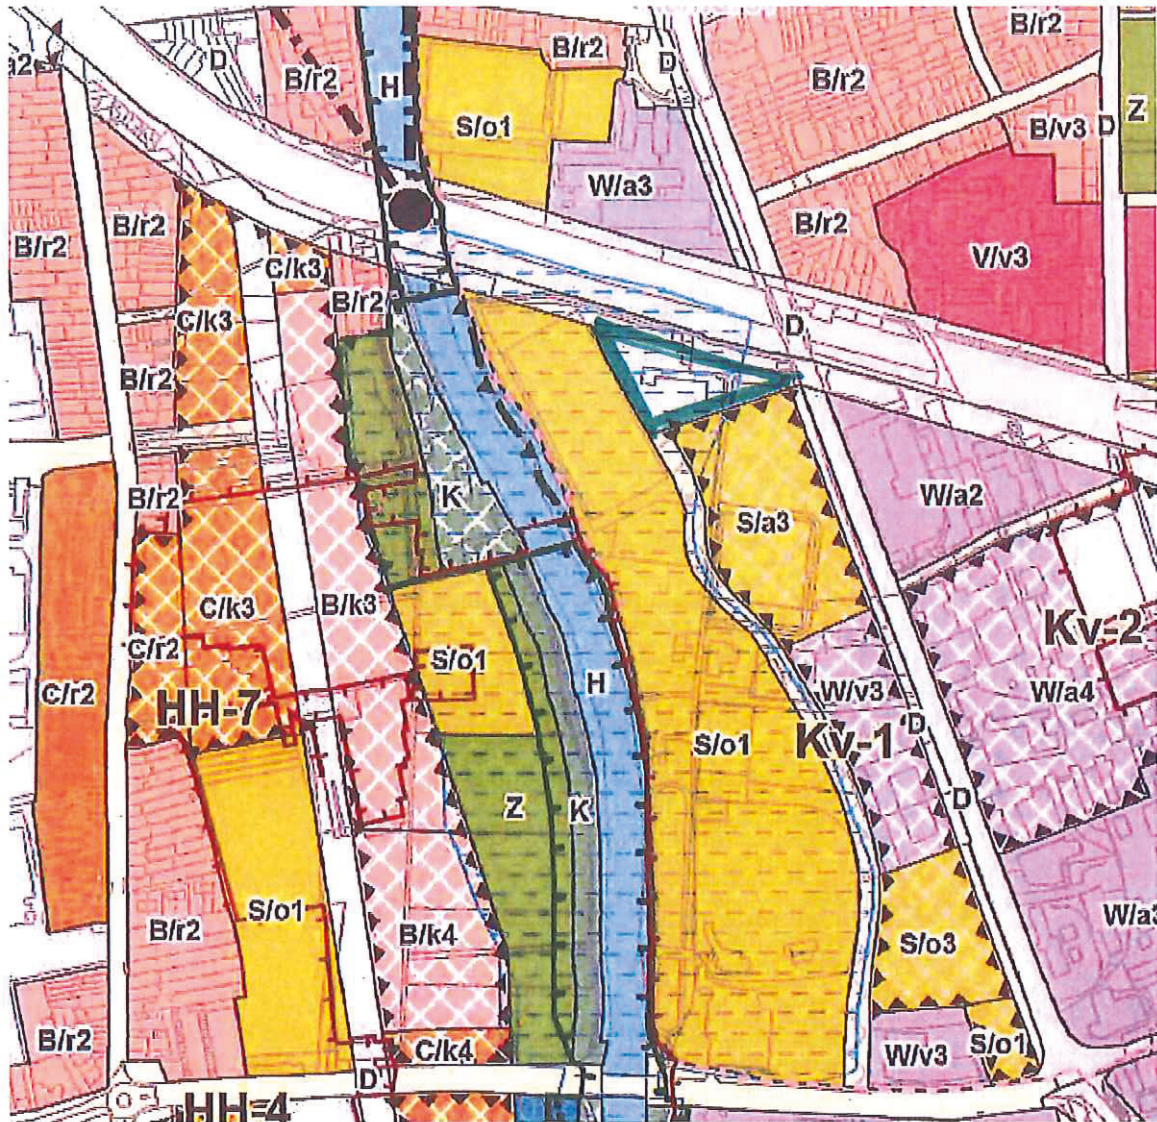 B/r2
D
B/r2
B/r2
H
S/o1
D
B/r2
B/r2
B/v3
D
Z
a2
W/a3
B/r2
V/v3
B/r2
B/r2
C/k3
C/k3
B/r2
D
B/r2
B/r2
K
S/a3
W/a2
C/k3
B/k3
C/r2
C/r2
S/o1
H
Kv-2
W/a4
W/v3
HH-7
S/o1
Kv-1
D
Z
K
D
B/r2
S/o1
B/k4
S/o3
W/a3
B/r2
C/k4
W/v3
S/o1
D
HH-4